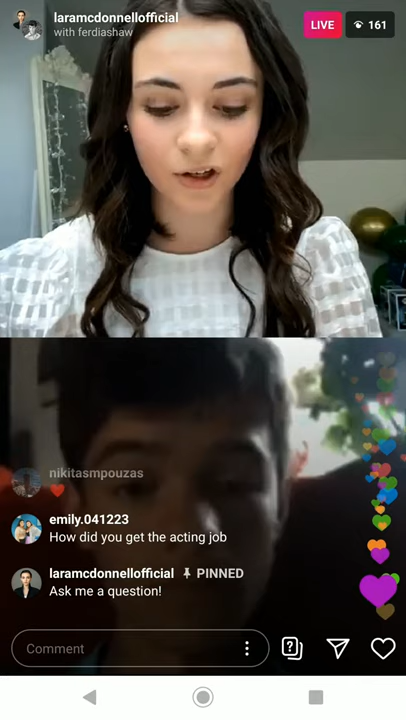 laramcdonnellofficial
with ferdiashaw
LIVE
161
nikitasmpouzas
❤️
emily.041223
How did you get the acting job
laramcdonnellofficial PINNED
Ask me a question!
Comment